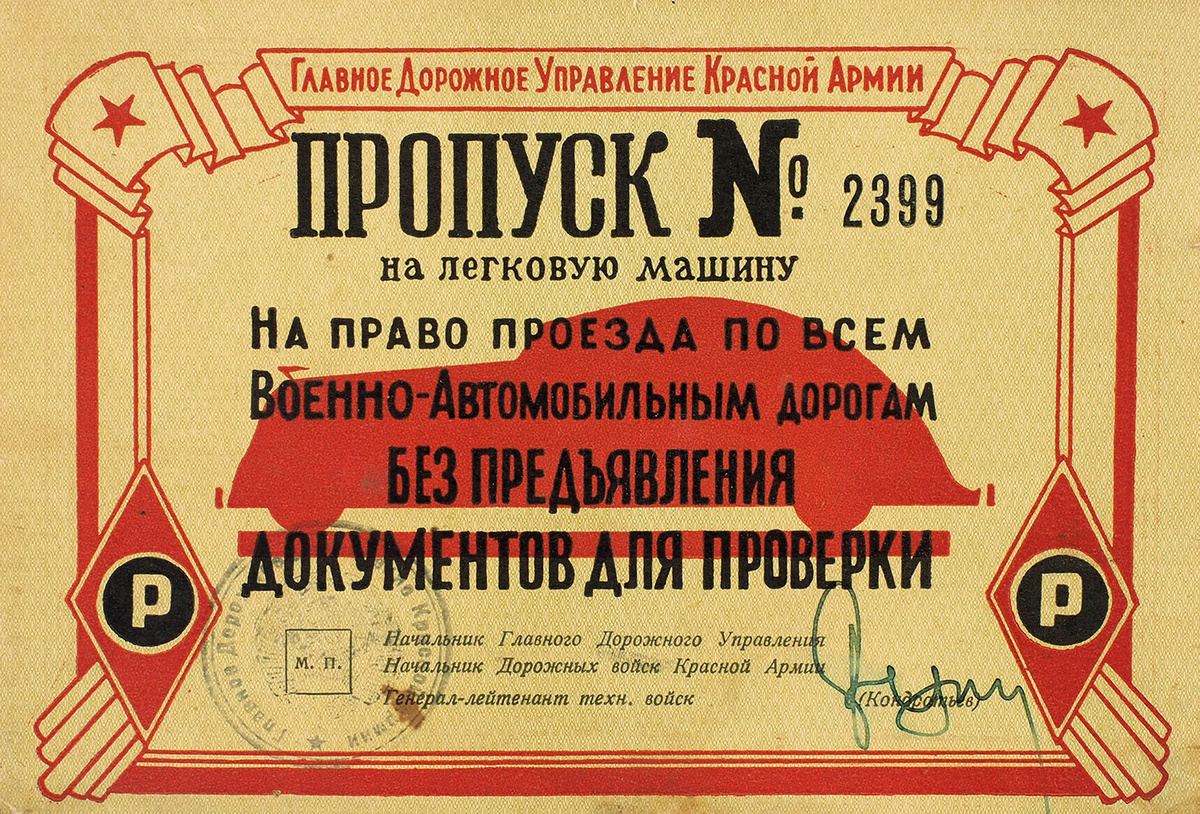 Главное Дорожное Управление Красной Армии
ПРОПУСК № 2399
на легковую машину
На право проезда по всем
Военно-Автомобильным дорогам
БЕЗ ПРЕДЪЯВЛЕНИЯ
ДОКУМЕНТОВ ДЛЯ ПРОВЕРКИ
Р
Р
Начальник Главного Дорожного Управления
М. П.
Начальник Дорожных войск Красной Армии
Генерал-лейтенант техн. войск (Кондратьев)